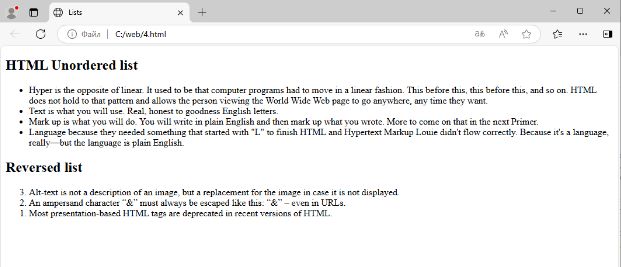 Lists
Файл C:/web/4.html
HTML Unordered list
• Hyper is the opposite of linear. It used to be that computer programs had to move in a linear fashion. This before this, this before this, and so on. HTML
does not hold to that pattern and allows the person viewing the World Wide Web page to go anywhere, any time they want.
• Text is what you will use. Real, honest to goodness English letters.
• Mark up is what you will do. You will write in plain English and then mark up what you wrote. More to come on that in the next Primer.
• Language because they needed something that started with "L" to finish HTML and Hypertext Markup Louie didn't flow correctly. Because it's a language,
really—but the language is plain English.
Reversed list
3. Alt-text is not a description of an image, but a replacement for the image in case it is not displayed.
2. An ampersand character “&” must always be escaped like this: “&” – even in URLs.
1. Most presentation-based HTML tags are deprecated in recent versions of HTML.